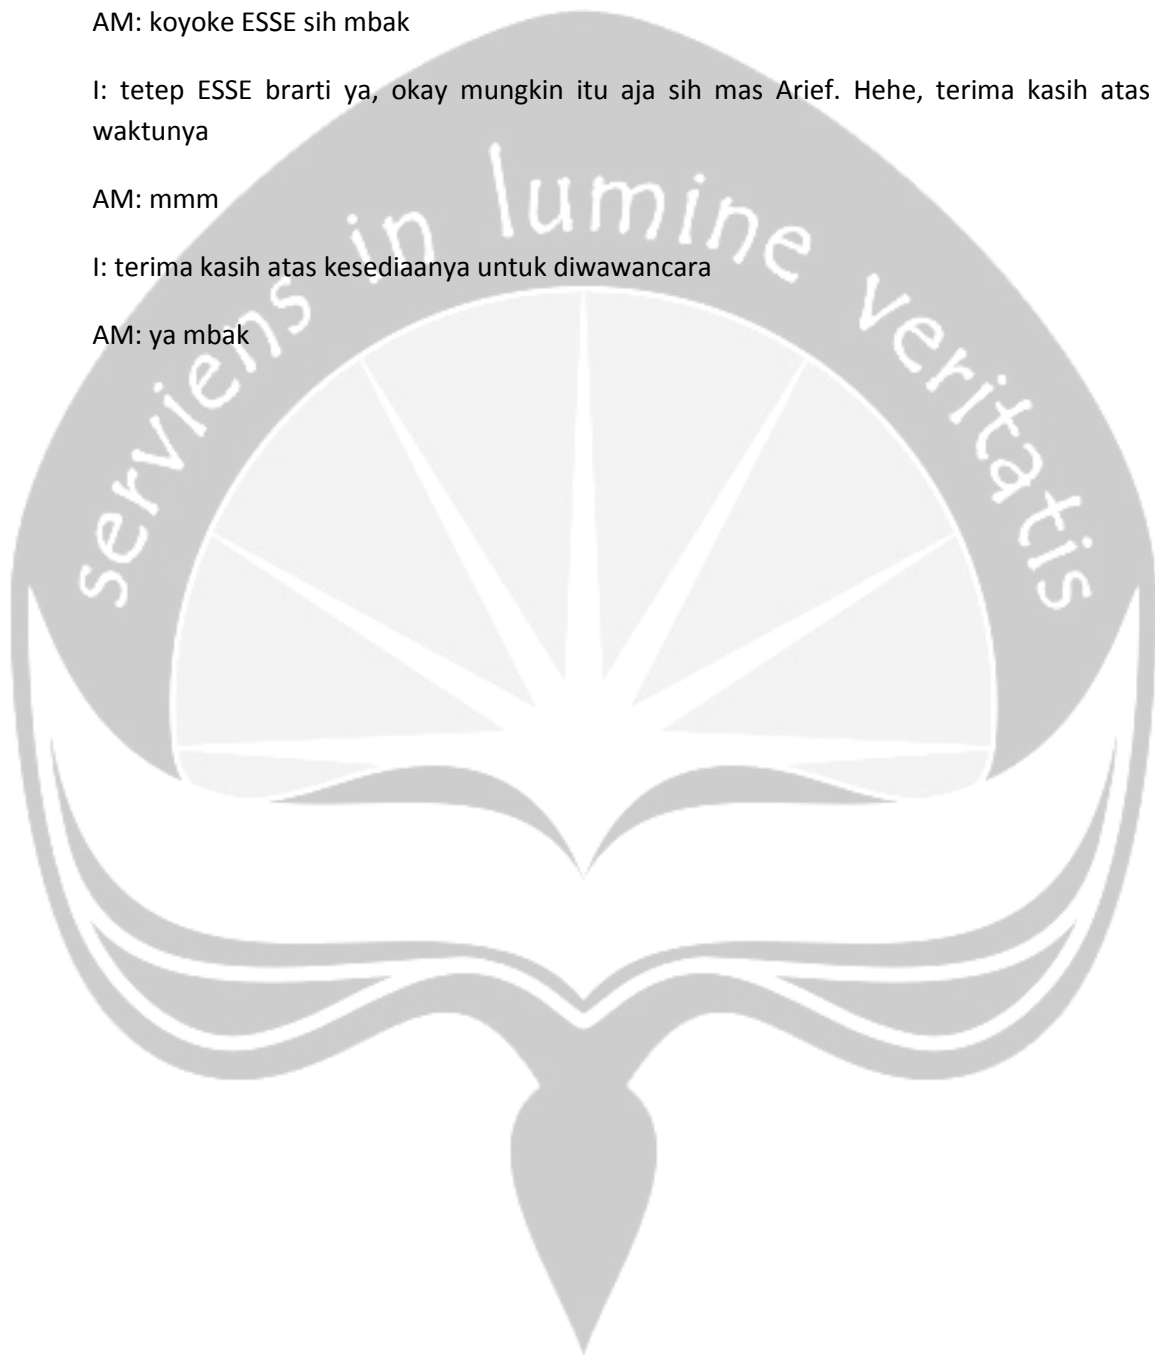 AM: koyoke ESSE sih mbak
I: tetep ESSE brarti ya, okay mungkin itu aja sih mas Arief. Hehe, terima kasih atas
waktunya
AM: mmm
I: terima kasih atas kesediaanya untuk diwawancara
AM: ya mbak
serviens in lumine veritatis